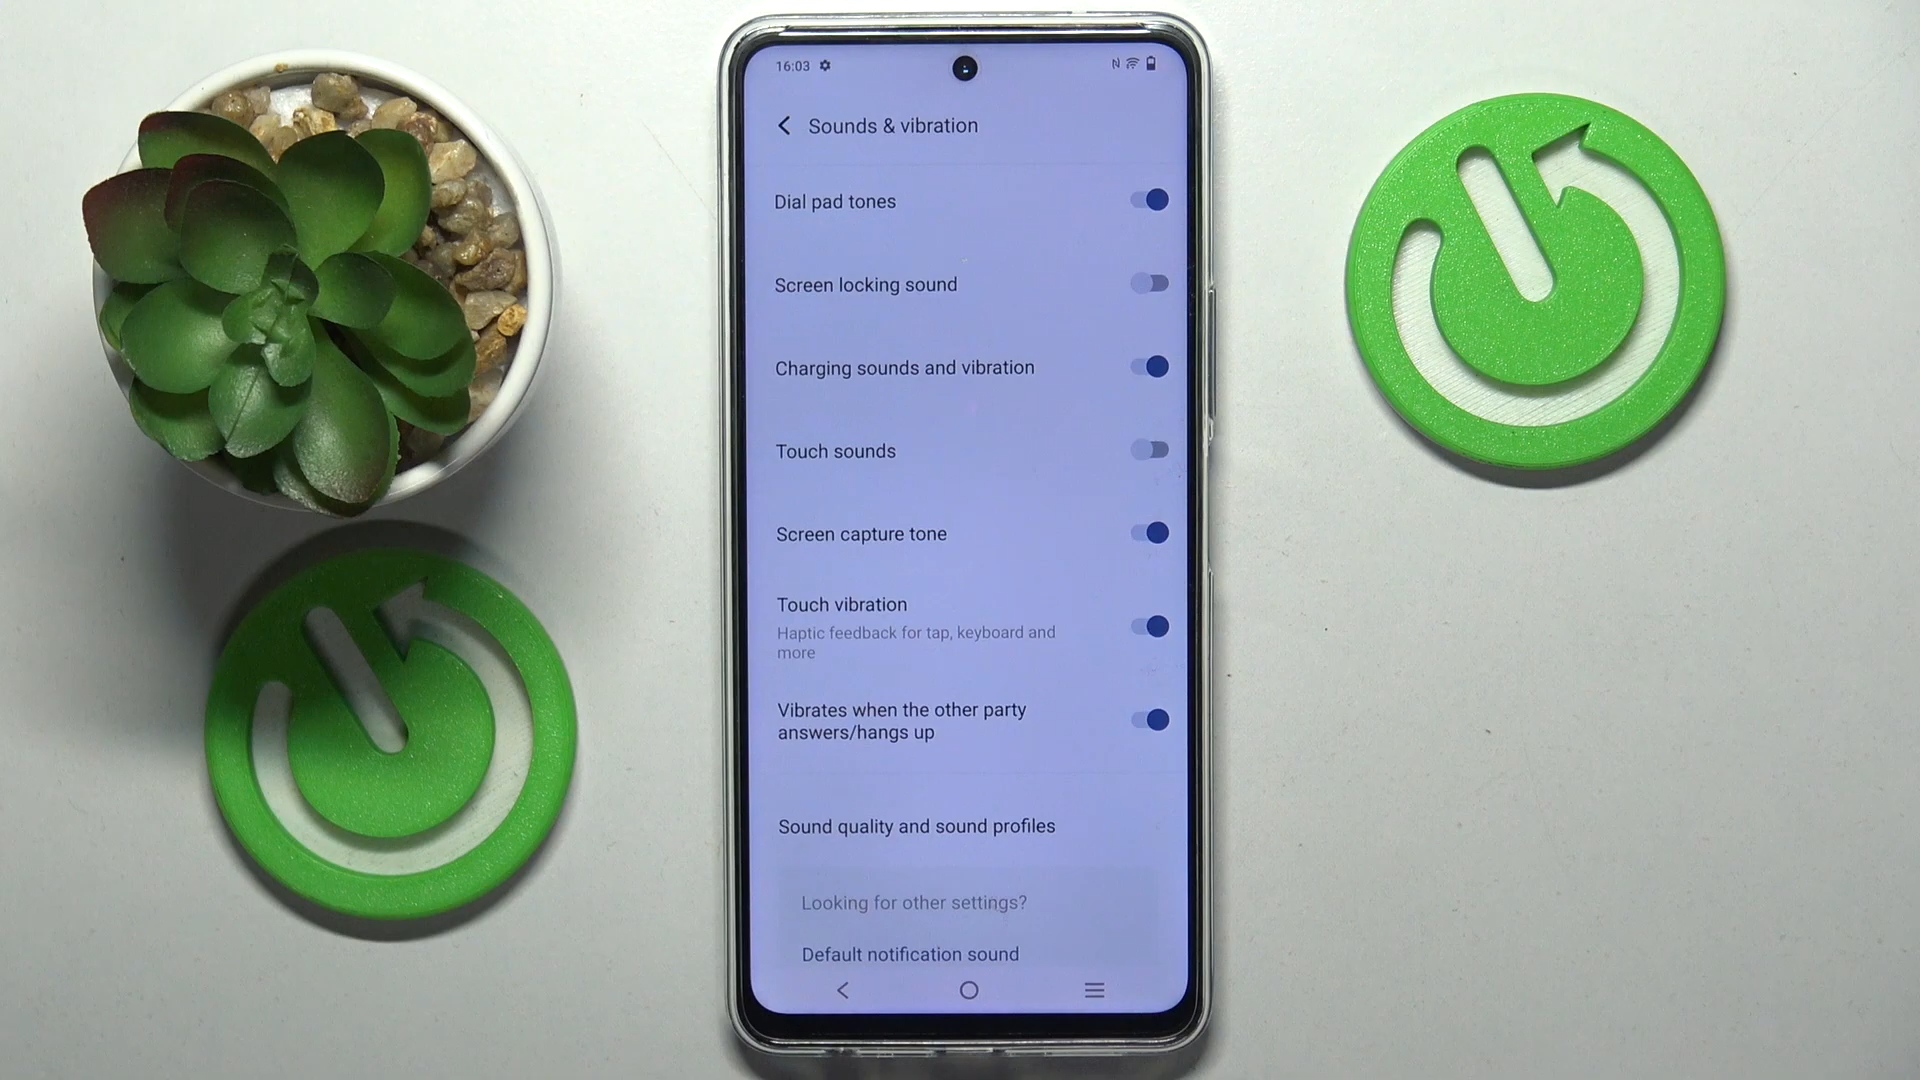 16:03
Sounds & vibration
Dial pad tones
Screen locking sound
Charging sounds and vibration
Touch sounds
Screen capture tone
Touch vibration
Haptic feedback for tap, keyboard and
more
Vibrates when the other party
answers/hangs up
Sound quality and sound profiles
Looking for other settings?
Default notification sound